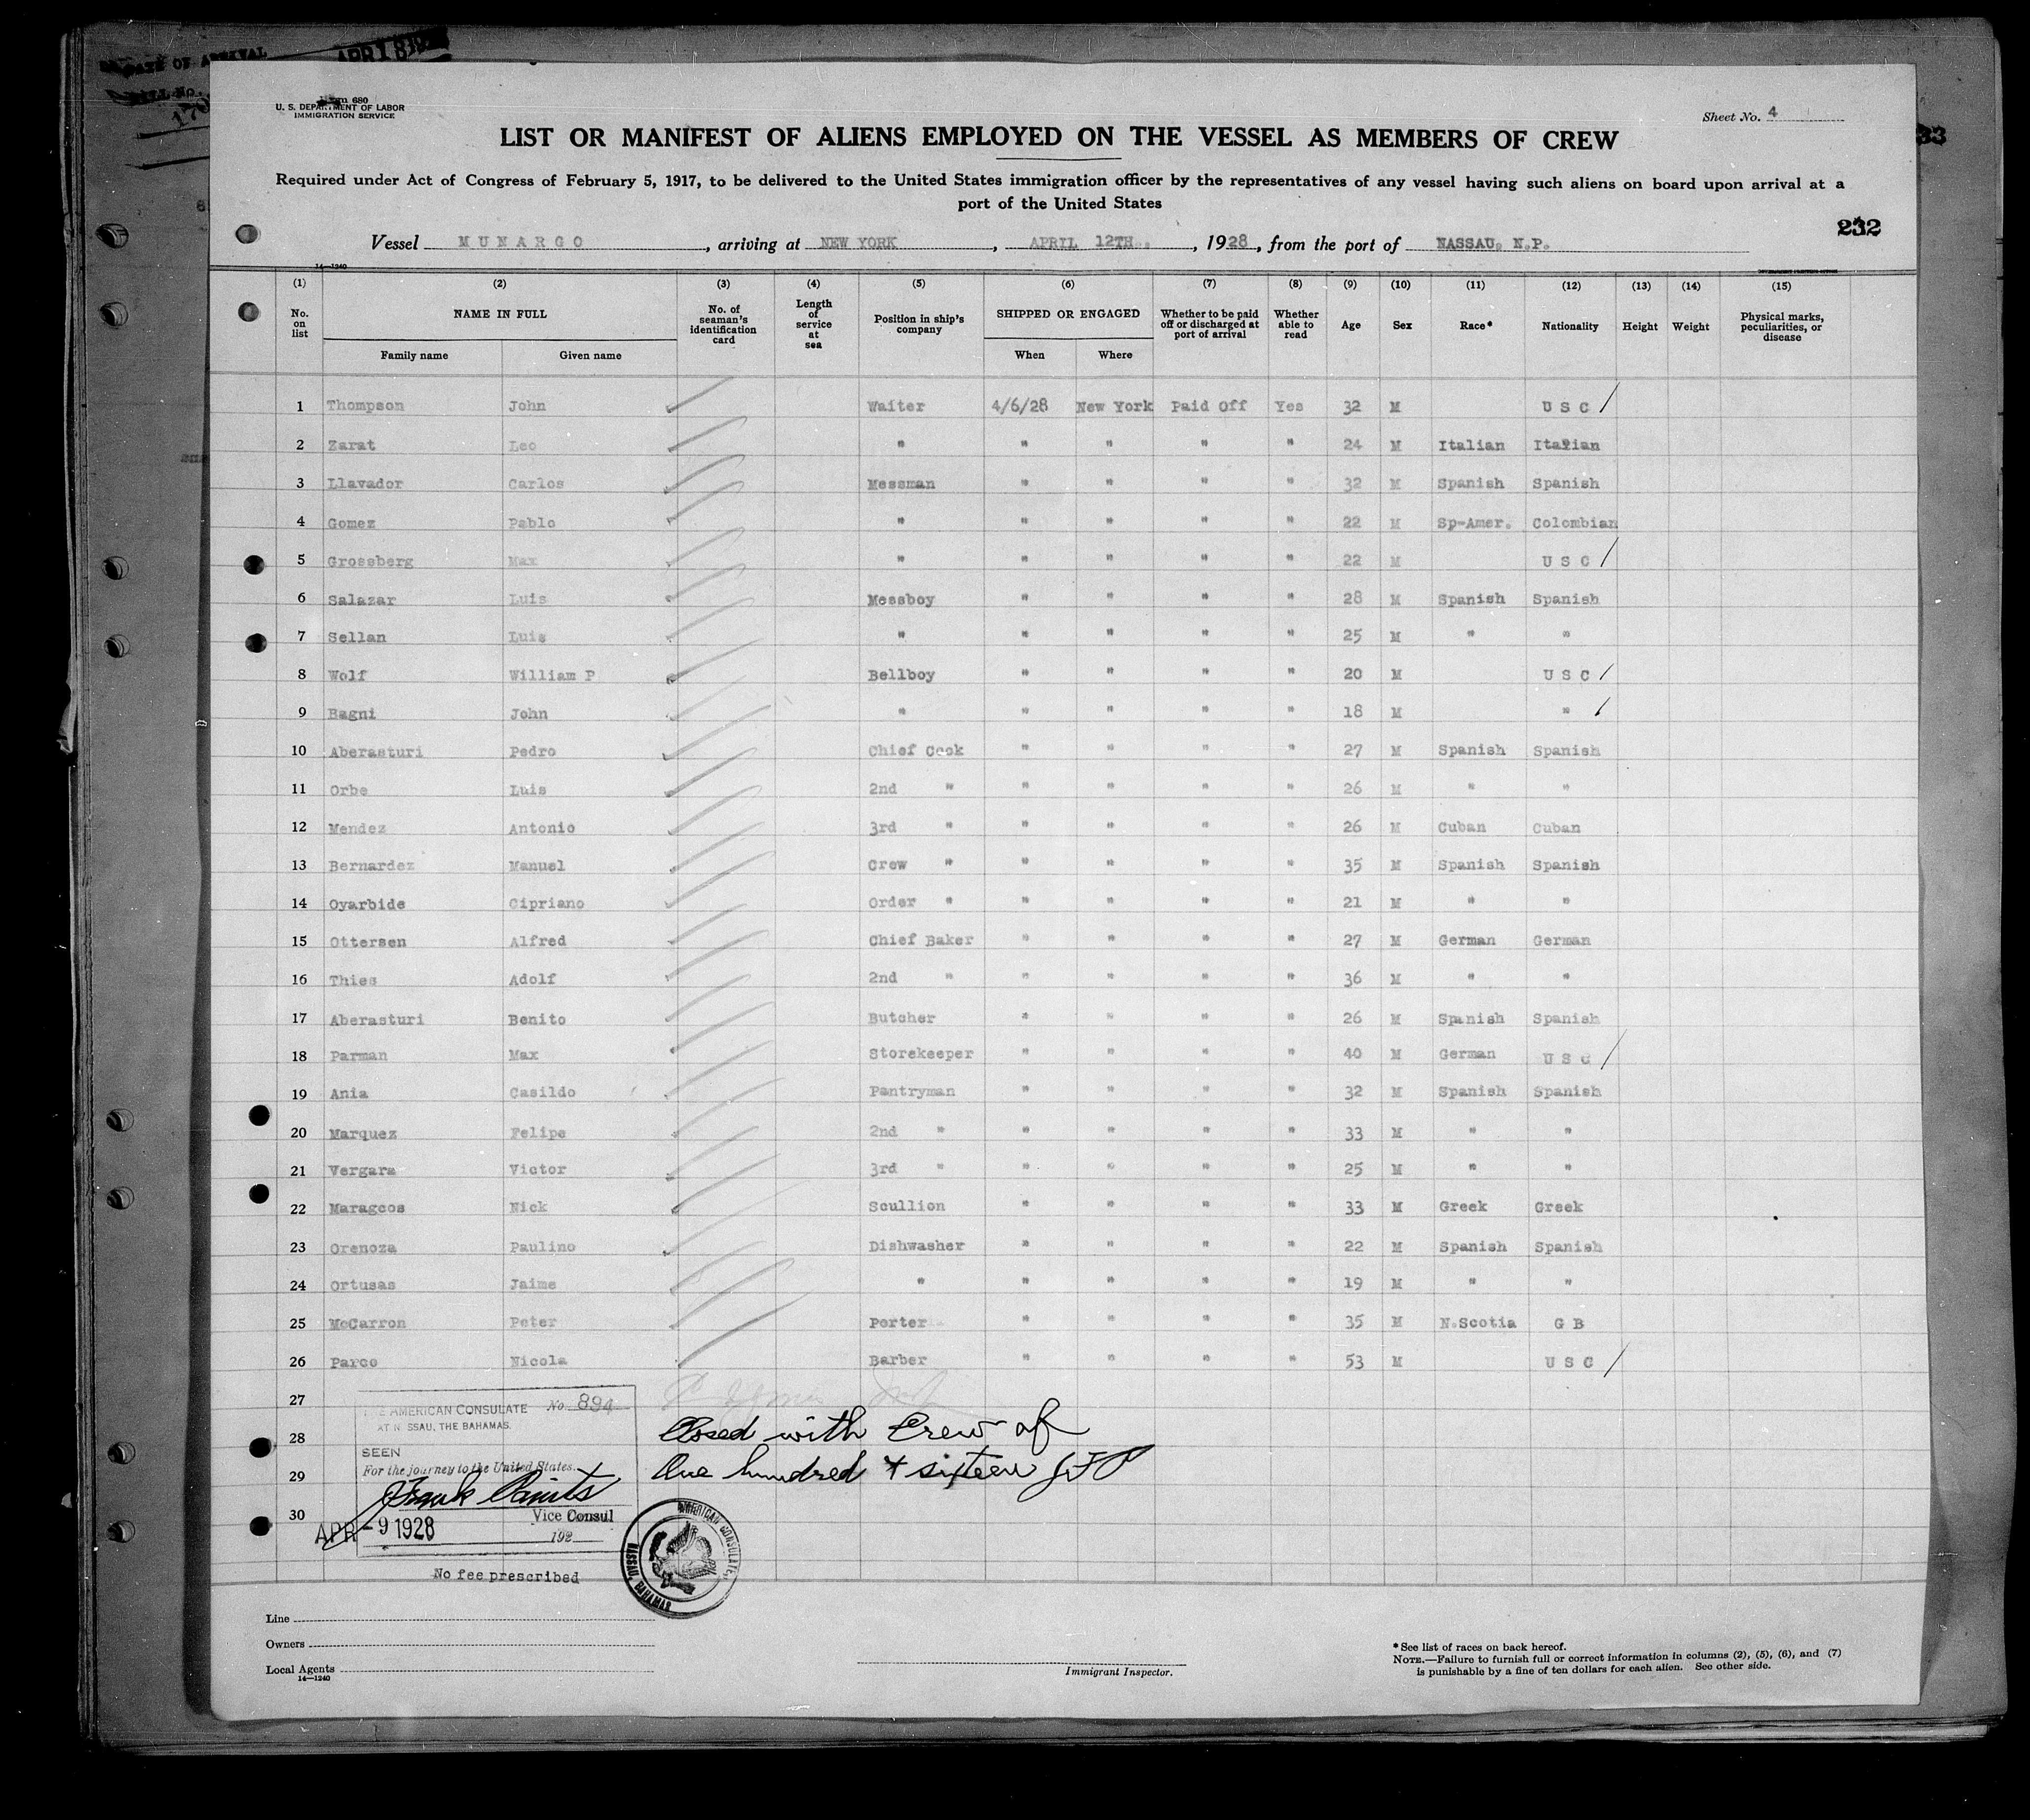 DATE OF ARRIVAL APR 18 19
Form 680
U. S. DEPARTMENT OF LABOR
IMMIGRATION SERVICE
Sheet No. 4
LIST OR MANIFEST OF ALIENS EMPLOYED ON THE VESSEL AS MEMBERS OF CREW
33
Required under Act of Congress of February 5, 1917, to be delivered to the United States immigration officer by the representatives of any vessel having such aliens on board upon arrival at a
port of the United States
232
Vessel MUNARGO, arriving at NEW YORK, APRIL 12TH., 1928, from the port of NASSAU, N.P.
14-1240
(1) (2) (3) (4) (5) (6) (7) (8) (9) (10) (11) (12) (13) (14) (15)
No. on list NAME IN FULL Family name Given name No. of seaman's identification card Length of service at sea Position in ship's company SHIPPED OR ENGAGED When Where Whether to be paid off or discharged at port of arrival Whether able to read Age Sex Race* Nationality Height Weight Physical marks, peculiarities, or disease
1 Thompson John Waiter 4/6/28 New York Paid Off Yes 32 M U S C /
2 Zarat Leo " " " " " 24 M Italian Italian
3 Llavador Carlos Messman " " " " 32 M Spanish Spanish
4 Gomez Pablo " " " " " 22 M Sp-Amer. Colombian
5 Grossberg Max " " " " " 22 M U S C /
6 Salazar Luis Messboy " " " " 28 M Spanish Spanish
7 Sellan Luis " " " " " 25 M " "
8 Wolf William P Bellboy " " " " 20 M U S C /
9 Bagni John " " " " " 18 M " /
10 Aberasturi Pedro Chief Cook " " " " 27 M Spanish Spanish
11 Orbe Luis 2nd " " " " " 26 M " "
12 Mendez Antonio 3rd " " " " " 26 M Cuban Cuban
13 Bernardez Manuel Crew " " " " " 35 M Spanish Spanish
14 Oyarbide Cipriano Order " " " " " 21 M " "
15 Ottersen Alfred Chief Baker " " " " 27 M German German
16 Thies Adolf 2nd " " " " " 36 M " "
17 Aberasturi Benito Butcher " " " " 26 M Spanish Spanish
18 Parman Max Storekeeper " " " " 40 M German U S C /
19 Ania Casildo Pantryman " " " " 32 M Spanish Spanish
20 Marquez Felipe 2nd " " " " " 33 M " "
21 Vergara Victor 3rd " " " " " 25 M " "
22 Maragcos Nick Scullion " " " " 33 M Greek Greek
23 Orenoza Paulino Dishwasher " " " " 22 M Spanish Spanish
24 Ortusas Jaime " " " " " 19 M " "
25 McCarron Peter Porter " " " " 35 M N.Scotia G B
26 Parco Nicola Barber " " " " 53 M U S C /
27
28
29
30
AMERICAN CONSULATE No. 894
AT NASSAU, THE BAHAMAS.
SEEN
For the journey to the United States.
Vice Consul
APR - 9 1928 192
No fee prescribed
Closed with Crew of
One hundred & sixteen
AMERICAN CONSULATE, NASSAU, BAHAMAS
Line
Owners
Local Agents
14-1240
Immigrant Inspector.
* See list of races on back hereof.
NOTE.—Failure to furnish full or correct information in columns (2), (5), (6), and (7)
is punishable by a fine of ten dollars for each alien. See other side.